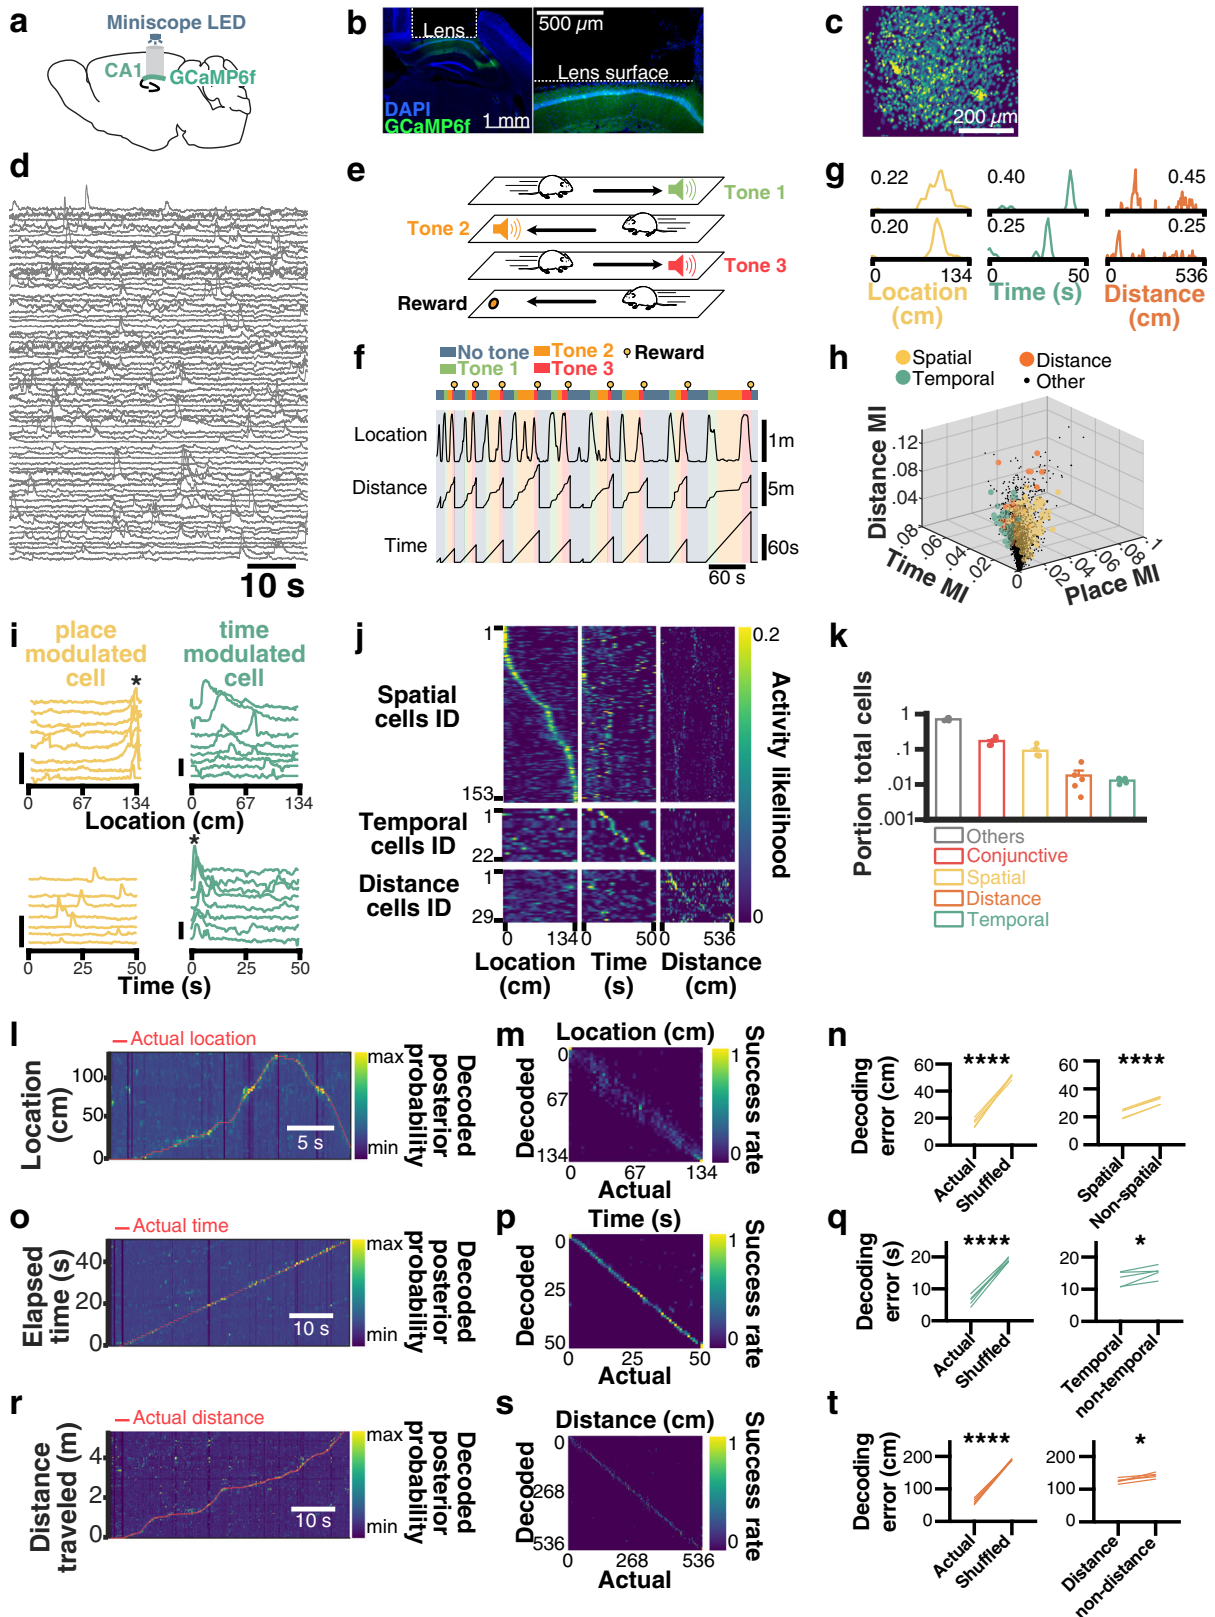 a
Miniscope LED
CA1
GCaMP6f
b
Lens
500 µm
Lens surface
DAPI
GCaMP6f
1 mm
c
200 µm
d
10 s
e
Tone 1
Tone 2
Tone 3
Reward
f
No tone
Tone 2
Reward
Tone 1
Tone 3
Location
1m
Distance
5m
Time
60s
60 s
g
0.22
0.40
0.45
0.20
0.25
0.25
0 134
0 50
0 536
Location (cm)
Time (s)
Distance (cm)
h
Spatial
Distance
Temporal
Other
Distance MI
.12
.08
.04
.08
.06
.04
.02
0
.02
.04
.06
.08
.1
Time MI
Place MI
i
place modulated cell
time modulated cell
*
0 67 134
0 67 134
Location (cm)
*
0 25 50
0 25 50
Time (s)
j
1
Spatial cells ID
153
1
Temporal cells ID
22
1
Distance cells ID
29
0 134
0 50
0 536
Location (cm)
Time (s)
Distance (cm)
0.2
Activity likelihood
0
k
Portion total cells
1
.1
.01
.001
Others
Conjunctive
Spatial
Distance
Temporal
l
Actual location
Location (cm)
100
50
0
5 s
max
min
Decoded posterior probability
m
Location (cm)
Decoded
0
67
134
0 67 134
Actual
1
0
Success rate
n
Decoding error (cm)
60
40
20
0
****
Actual
Shuffled
60
40
20
0
****
Spatial
Non-spatial
o
Actual time
Elapsed time (s)
40
20
0
10 s
max
min
Decoded posterior probability
p
Time (s)
Decoded
0
25
50
0 25 50
Actual
1
0
Success rate
q
Decoding error (s)
20
10
0
****
Actual
Shuffled
20
10
0
*
Temporal
non-temporal
r
Actual distance
Distance traveled (m)
4
2
0
10 s
max
min
Decoded posterior probability
s
Distance (cm)
Decoded
0
268
536
0 268 536
Actual
1
0
Success rate
t
Decoding error (cm)
200
100
0
****
Actual
Shuffled
200
100
0
*
Distance
non-distance